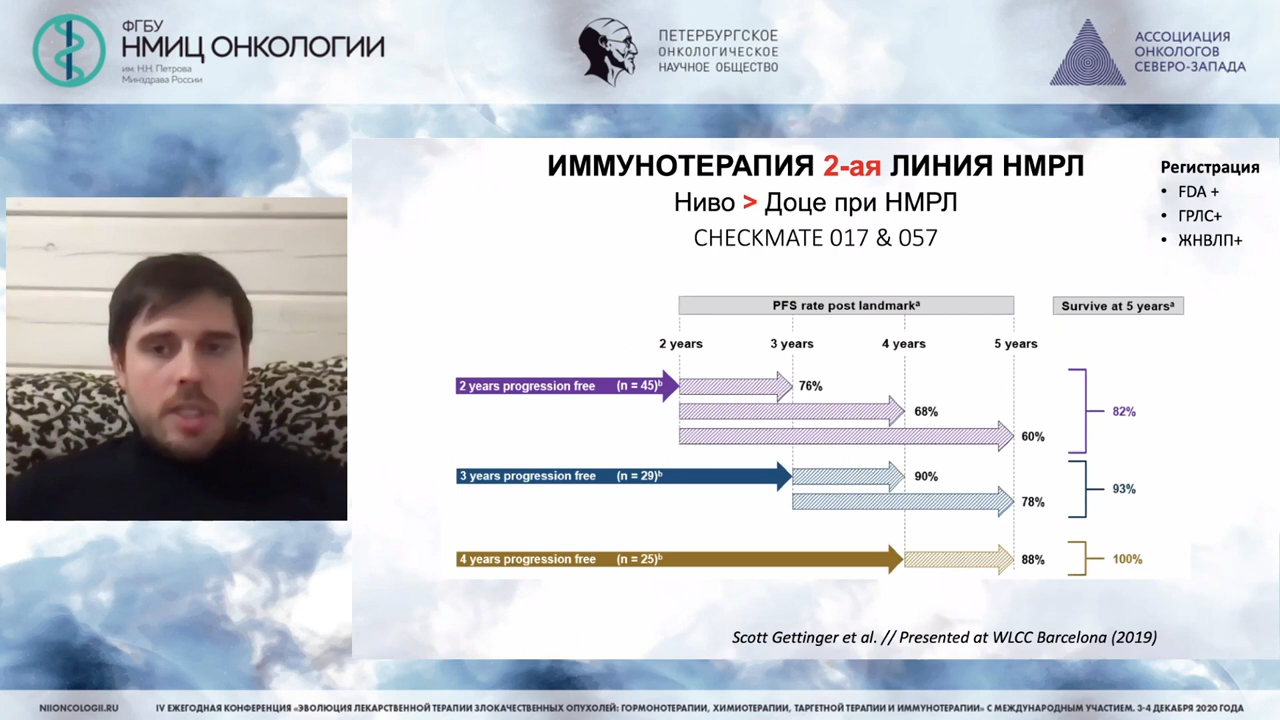 ФГБУ
НМИЦ ОНКОЛОГИИ
им. Н.Н. Петрова
Минздрава России
ПЕТЕРБУРГСКОЕ
ОНКОЛОГИЧЕСКОЕ
НАУЧНОЕ ОБЩЕСТВО
АССОЦИАЦИЯ
ОНКОЛОГОВ
СЕВЕРО-ЗАПАДА
ИММУНОТЕРАПИЯ 2-ая ЛИНИЯ НМРЛ
Ниво > Доце при НМРЛ
CHECKMATE 017 & 057
Регистрация
• FDA +
• ГРЛС+
• ЖНВЛП+
PFS rate post landmarkᵃ
Survive at 5 yearsᵃ
2 years 3 years 4 years 5 years
2 years progression free (n = 45)ᵇ 76%
68%
82%
60%
3 years progression free (n = 29)ᵇ 90%
93%
78%
4 years progression free (n = 25)ᵇ 88% 100%
Scott Gettinger et al. // Presented at WLCC Barcelona (2019)
NIIONCOLOGII.RU
IV ЕЖЕГОДНАЯ КОНФЕРЕНЦИЯ «ЭВОЛЮЦИЯ ЛЕКАРСТВЕННОЙ ТЕРАПИИ ЗЛОКАЧЕСТВЕННЫХ ОПУХОЛЕЙ: ГОРМОНОТЕРАПИИ, ХИМИОТЕРАПИИ, ТАРГЕТНОЙ ТЕРАПИИ И ИММУНОТЕРАПИИ» С МЕЖДУНАРОДНЫМ УЧАСТИЕМ. 3-4 ДЕКАБРЯ 2020 ГОДА